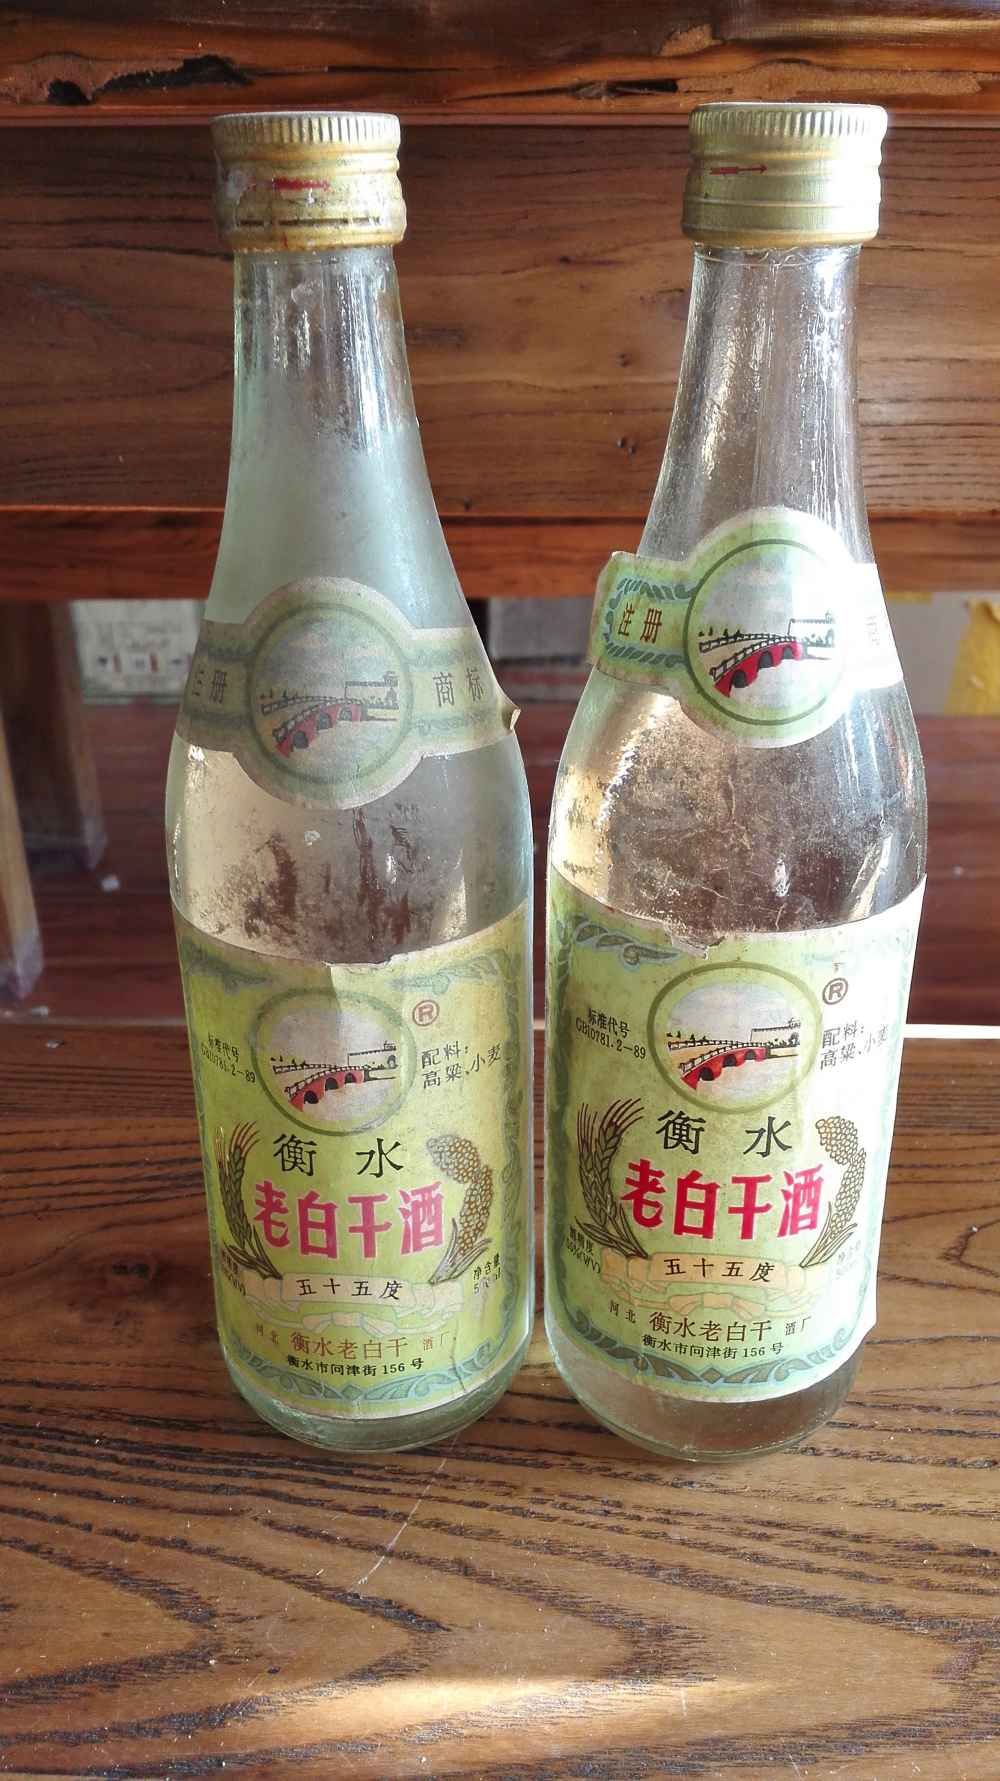 注册
商标
®
标准代号
GB10781·2—89
配料:
高粱、小麦
衡水
老白干酒
五十五度
净含量
河北 衡水老白干 酒厂
衡水市问津街156号
注册
®
标准代号
GB10781·2—89
配料:
高粱、小麦
衡水
老白干酒
五十五度
河北 衡水老白干 酒厂
衡水市问津街156号